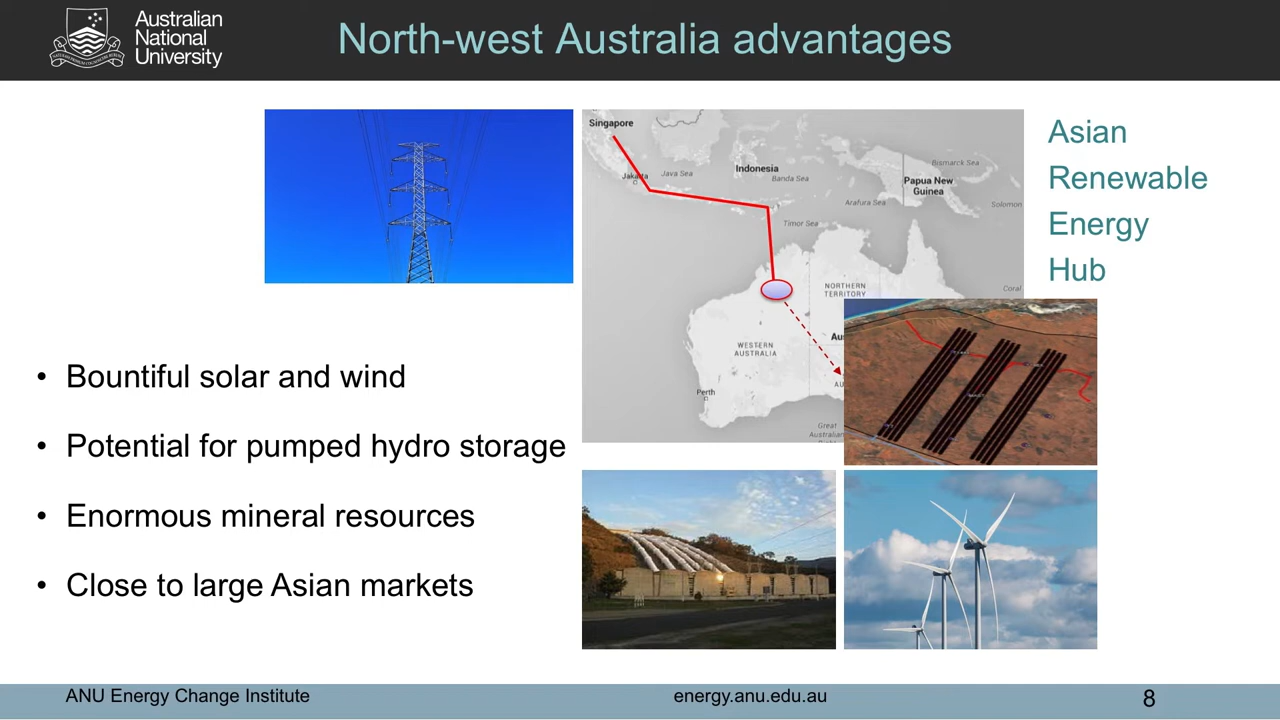 Australian
National
University
North-west Australia advantages
Singapore
Jakarta
Java Sea
Indonesia
Banda Sea
Bismarck Sea
Papua New
Guinea
Arafura Sea
Solomon
Timor Sea
NORTHERN
TERRITORY
Coral
WESTERN
AUSTRALIA
Aus
AU
Perth
Great
Australian
Asian
Renewable
Energy
Hub
• Bountiful solar and wind
• Potential for pumped hydro storage
• Enormous mineral resources
• Close to large Asian markets
ANU Energy Change Institute
energy.anu.edu.au
8